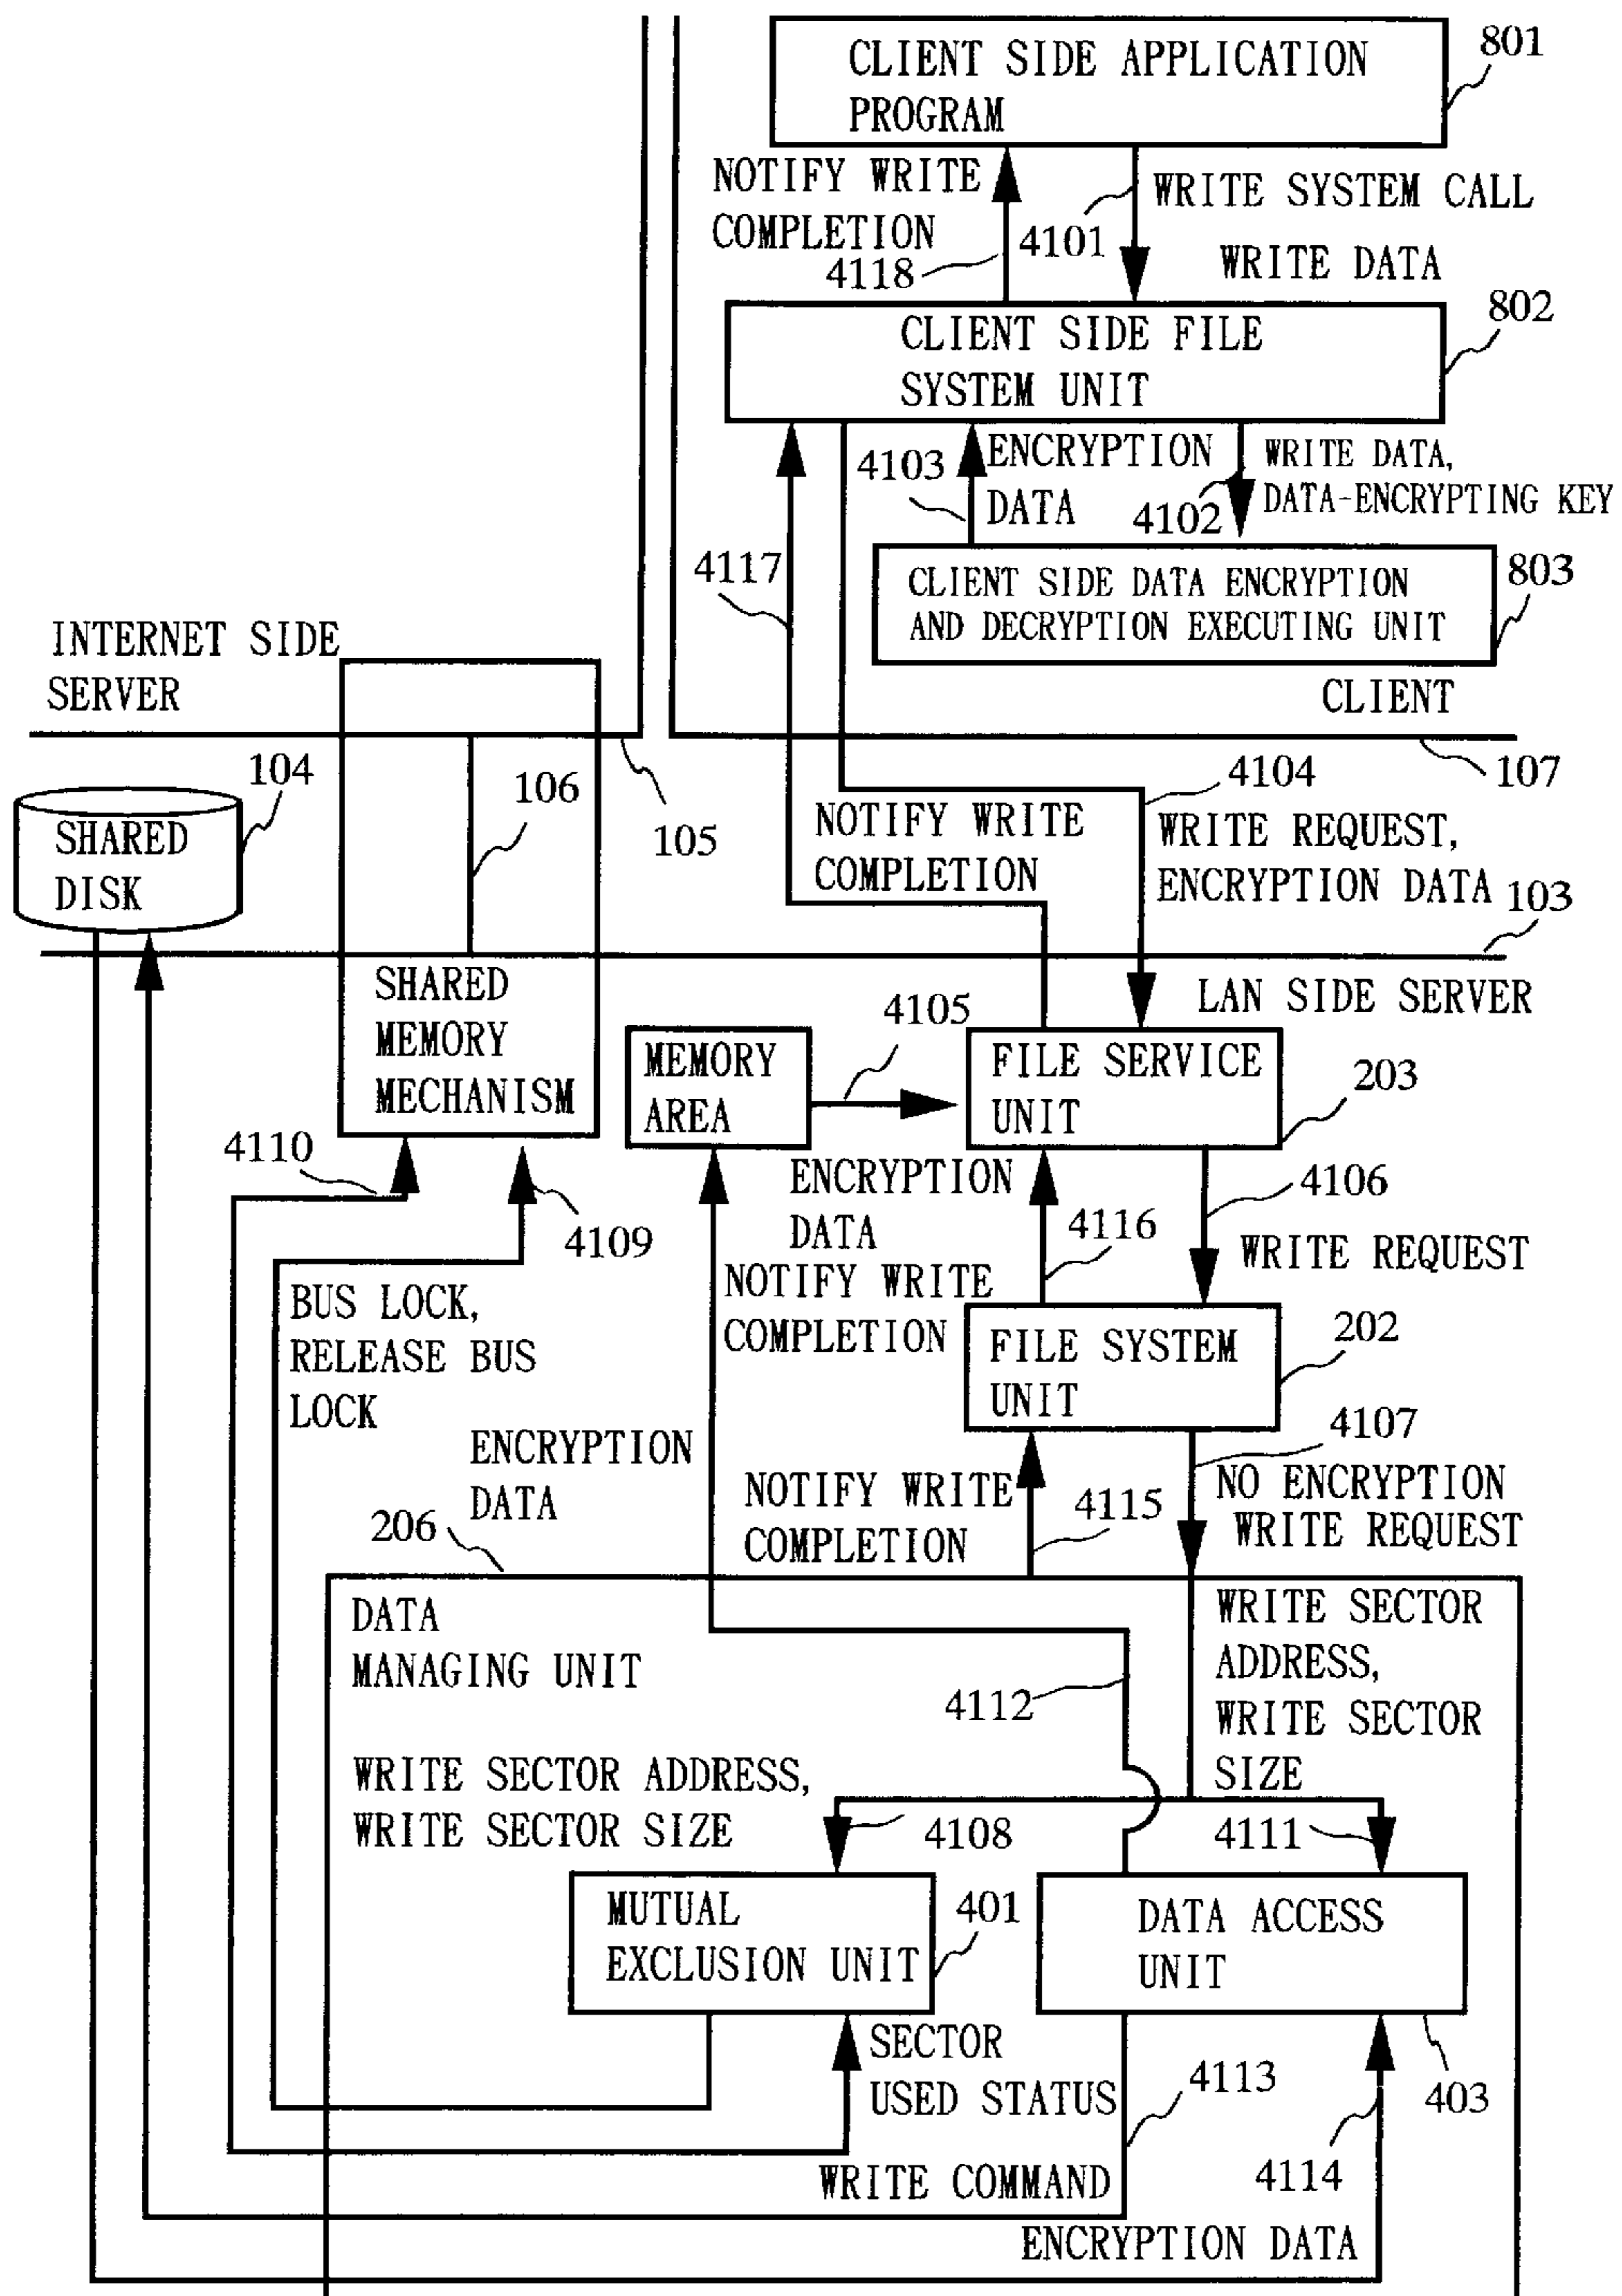 801
CLIENT SIDE APPLICATION
PROGRAM
NOTIFY WRITE
COMPLETION
4118
4101
WRITE SYSTEM CALL
WRITE DATA
802
CLIENT SIDE FILE
SYSTEM UNIT
4103
ENCRYPTION
DATA
4102
WRITE DATA,
DATA-ENCRYPTING KEY
4117
803
CLIENT SIDE DATA ENCRYPTION
AND DECRYPTION EXECUTING UNIT
CLIENT
INTERNET SIDE
SERVER
104
SHARED
DISK
106
105
107
4104
NOTIFY WRITE
COMPLETION
WRITE REQUEST,
ENCRYPTION DATA
103
LAN SIDE SERVER
SHARED
MEMORY
MECHANISM
MEMORY
AREA
4105
FILE SERVICE
UNIT
203
4110
4109
ENCRYPTION
DATA
4116
4106
WRITE REQUEST
BUS LOCK,
RELEASE BUS
LOCK
NOTIFY WRITE
COMPLETION
FILE SYSTEM
UNIT
202
4107
ENCRYPTION
DATA
NOTIFY WRITE
COMPLETION
4115
NO ENCRYPTION
WRITE REQUEST
206
DATA
MANAGING UNIT
4112
WRITE SECTOR
ADDRESS,
WRITE SECTOR
SIZE
WRITE SECTOR ADDRESS,
WRITE SECTOR SIZE
4108
4111
MUTUAL
EXCLUSION UNIT
401
DATA ACCESS
UNIT
SECTOR
USED STATUS
4113
403
4114
WRITE COMMAND
ENCRYPTION DATA